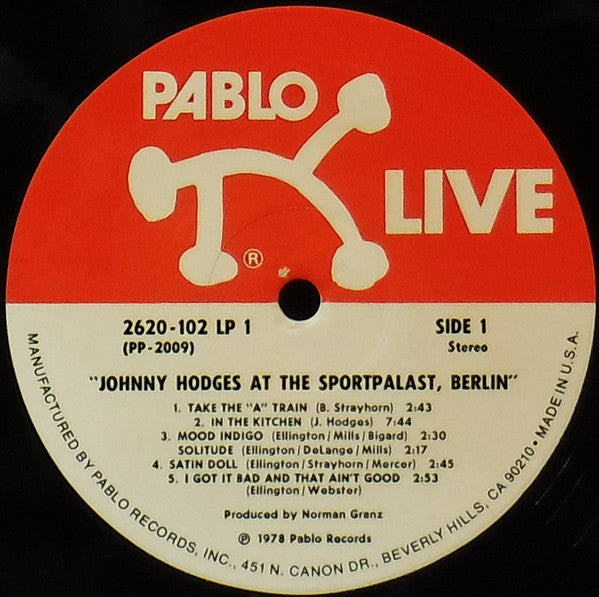 PABLO
LIVE
®
2620-102 LP 1
SIDE 1
(PP-2009)
Stereo
"JOHNNY HODGES AT THE SPORTPALAST, BERLIN"
1. TAKE THE "A" TRAIN (B. Strayhorn) 2:43
2. IN THE KITCHEN (J. Hodges) 7:44
3. MOOD INDIGO (Ellington/Mills/Bigard) 2:30
SOLITUDE (Ellington/DeLange/Mills) 2:17
4. SATIN DOLL (Ellington/Strayhorn/Mercer) 2:45
5. I GOT IT BAD AND THAT AIN'T GOOD 2:53
(Ellington/Webster)
Produced by Norman Granz
℗ 1978 Pablo Records
MANUFACTURED BY PABLO RECORDS, INC., 451 N. CANON DR., BEVERLY HILLS, CA 90210 • MADE IN U.S.A.